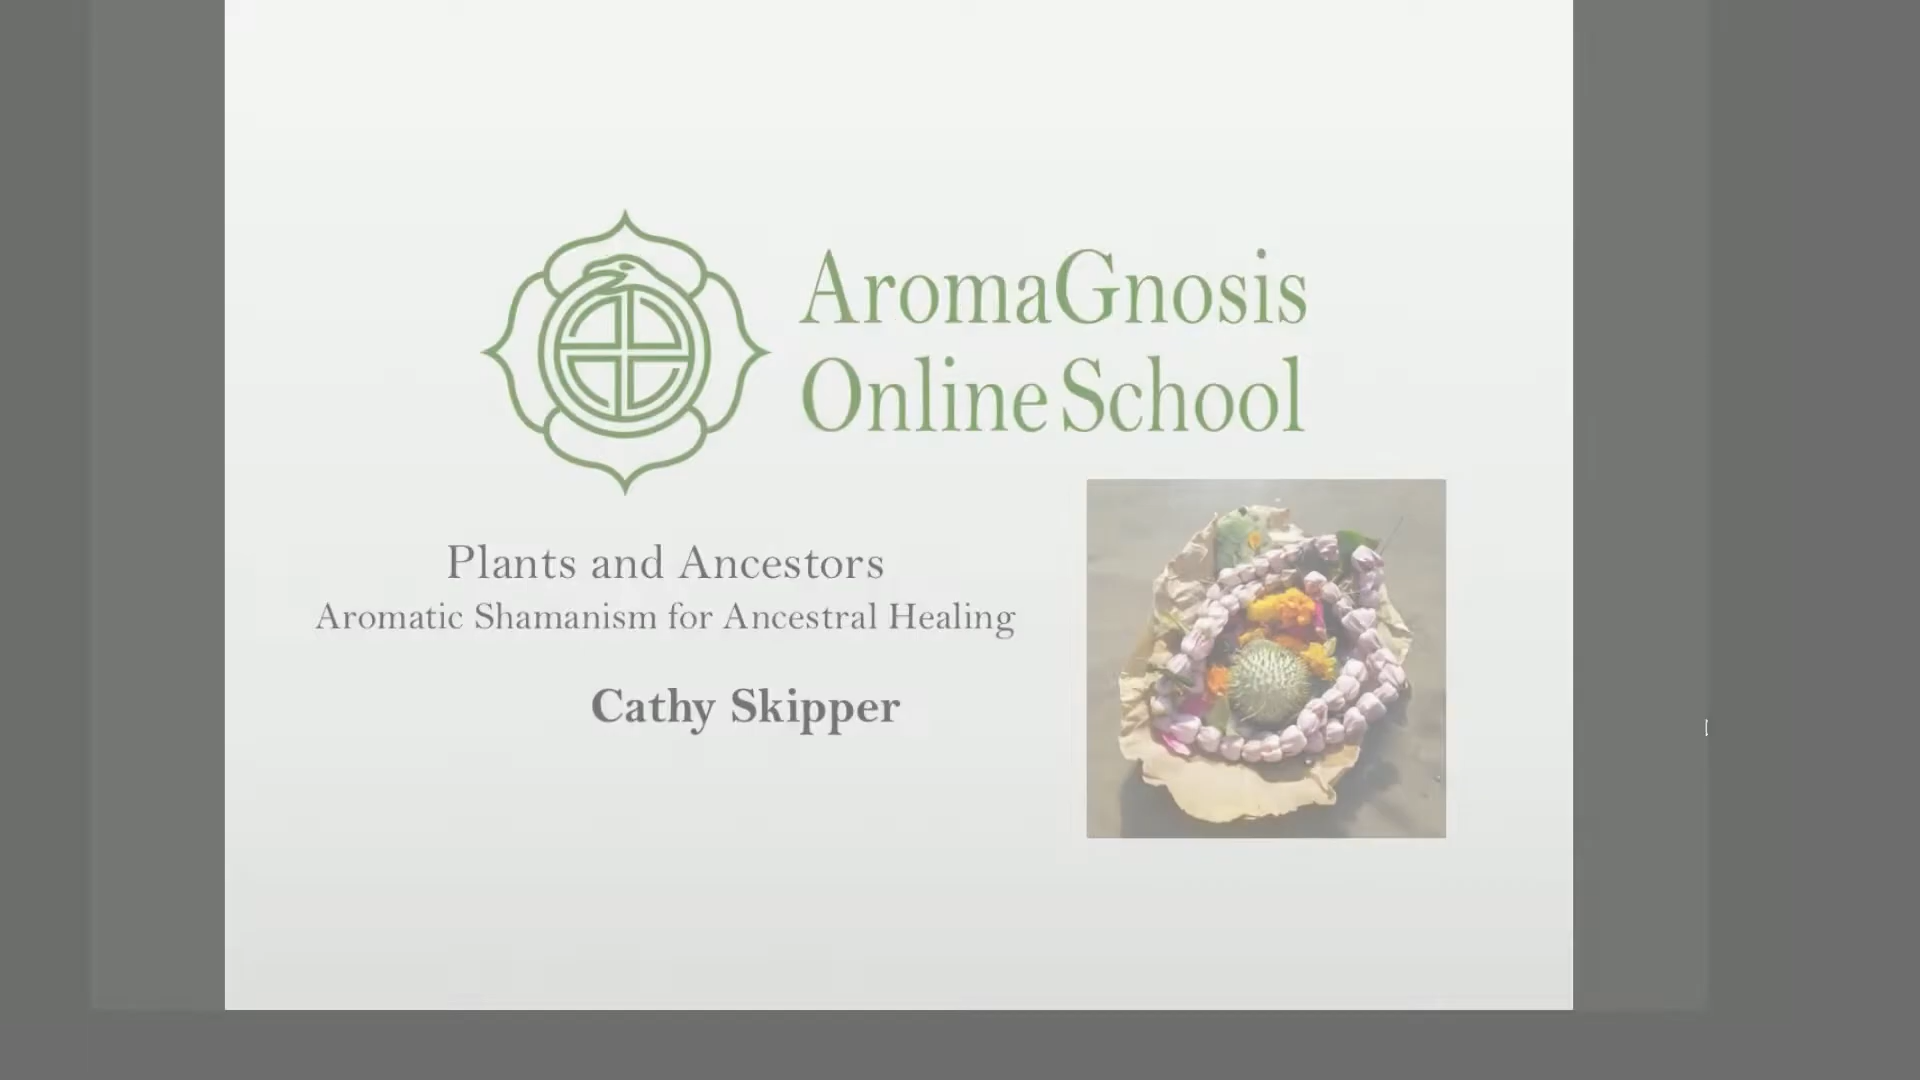 AromaGnosis
Online School
Plants and Ancestors
Aromatic Shamanism for Ancestral Healing
Cathy Skipper